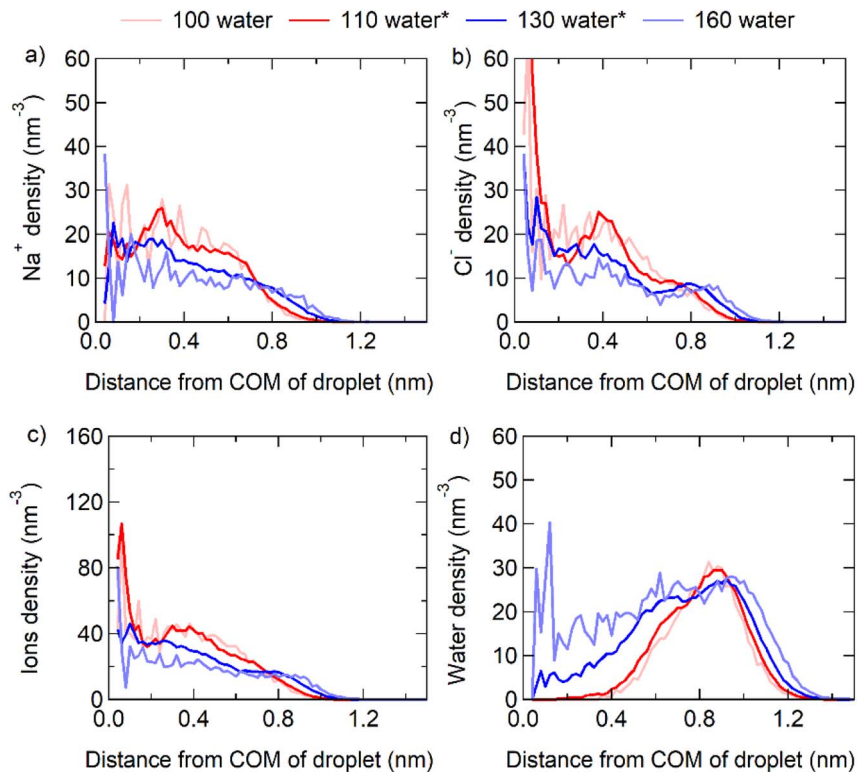 100 water 110 water* 130 water* 160 water
a) b)
60 60
50 50
40 40
30 30
20 20
10 10
0 0
Na⁺ density (nm⁻³) Cl⁻ density (nm⁻³)
0.0 0.4 0.8 1.2 0.0 0.4 0.8 1.2
Distance from COM of droplet (nm) Distance from COM of droplet (nm)
c) d)
160 60
120 50
80 40
40 30
0 20
10
0
Ions density (nm⁻³) Water density (nm⁻³)
0.0 0.4 0.8 1.2 0.0 0.4 0.8 1.2
Distance from COM of droplet (nm) Distance from COM of droplet (nm)